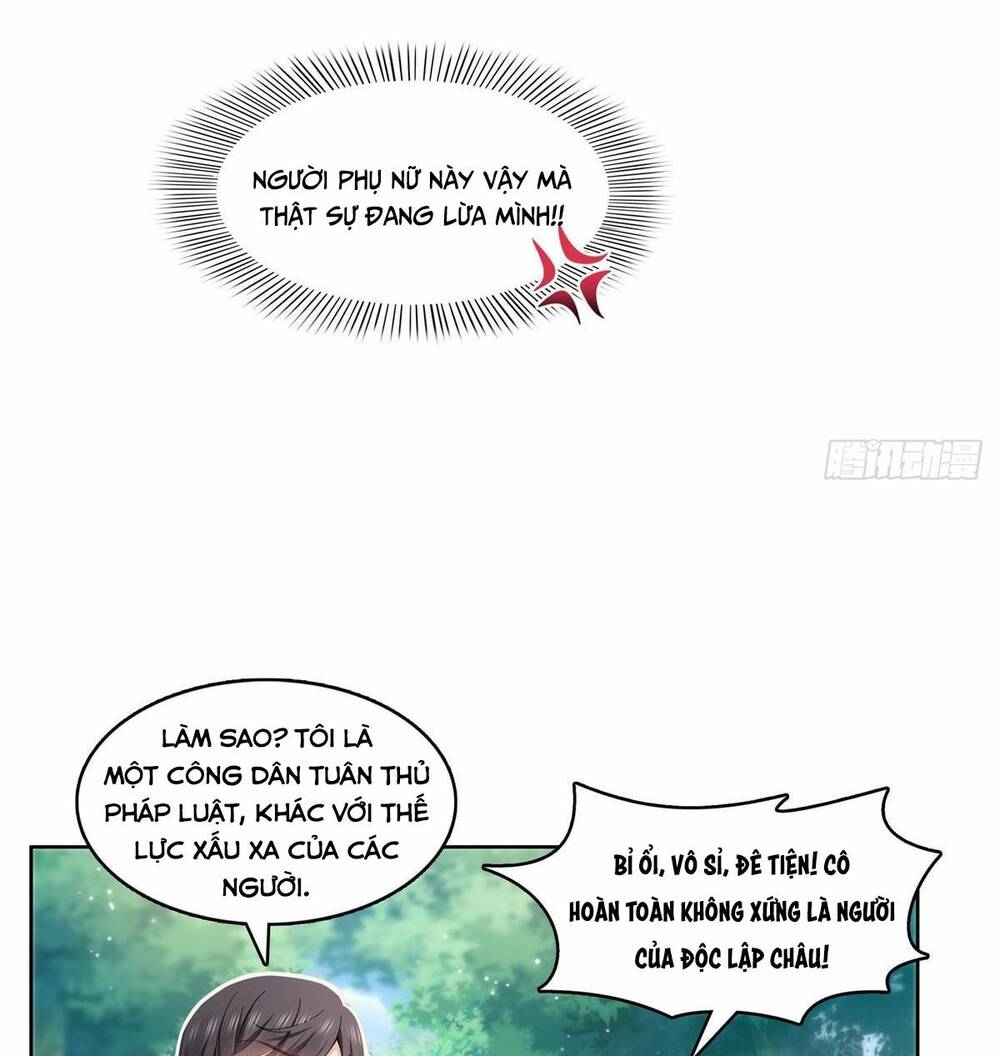 NGƯỜI PHỤ NỮ NÀY VẬY MÀ
THẬT SỰ ĐANG LỪA MÌNH!!
腾讯动漫
LÀM SAO? TÔI LÀ
MỘT CÔNG DÂN TUÂN THỦ
PHÁP LUẬT, KHÁC VỚI THẾ
LỰC XẤU XA CỦA CÁC
NGƯỜI.
BỈ ỔI, VÔ SỈ, ĐÊ TIỆN! CÔ
HOÀN TOÀN KHÔNG XỨNG LÀ NGƯỜI
CỦA ĐỘC LẬP CHÂU!